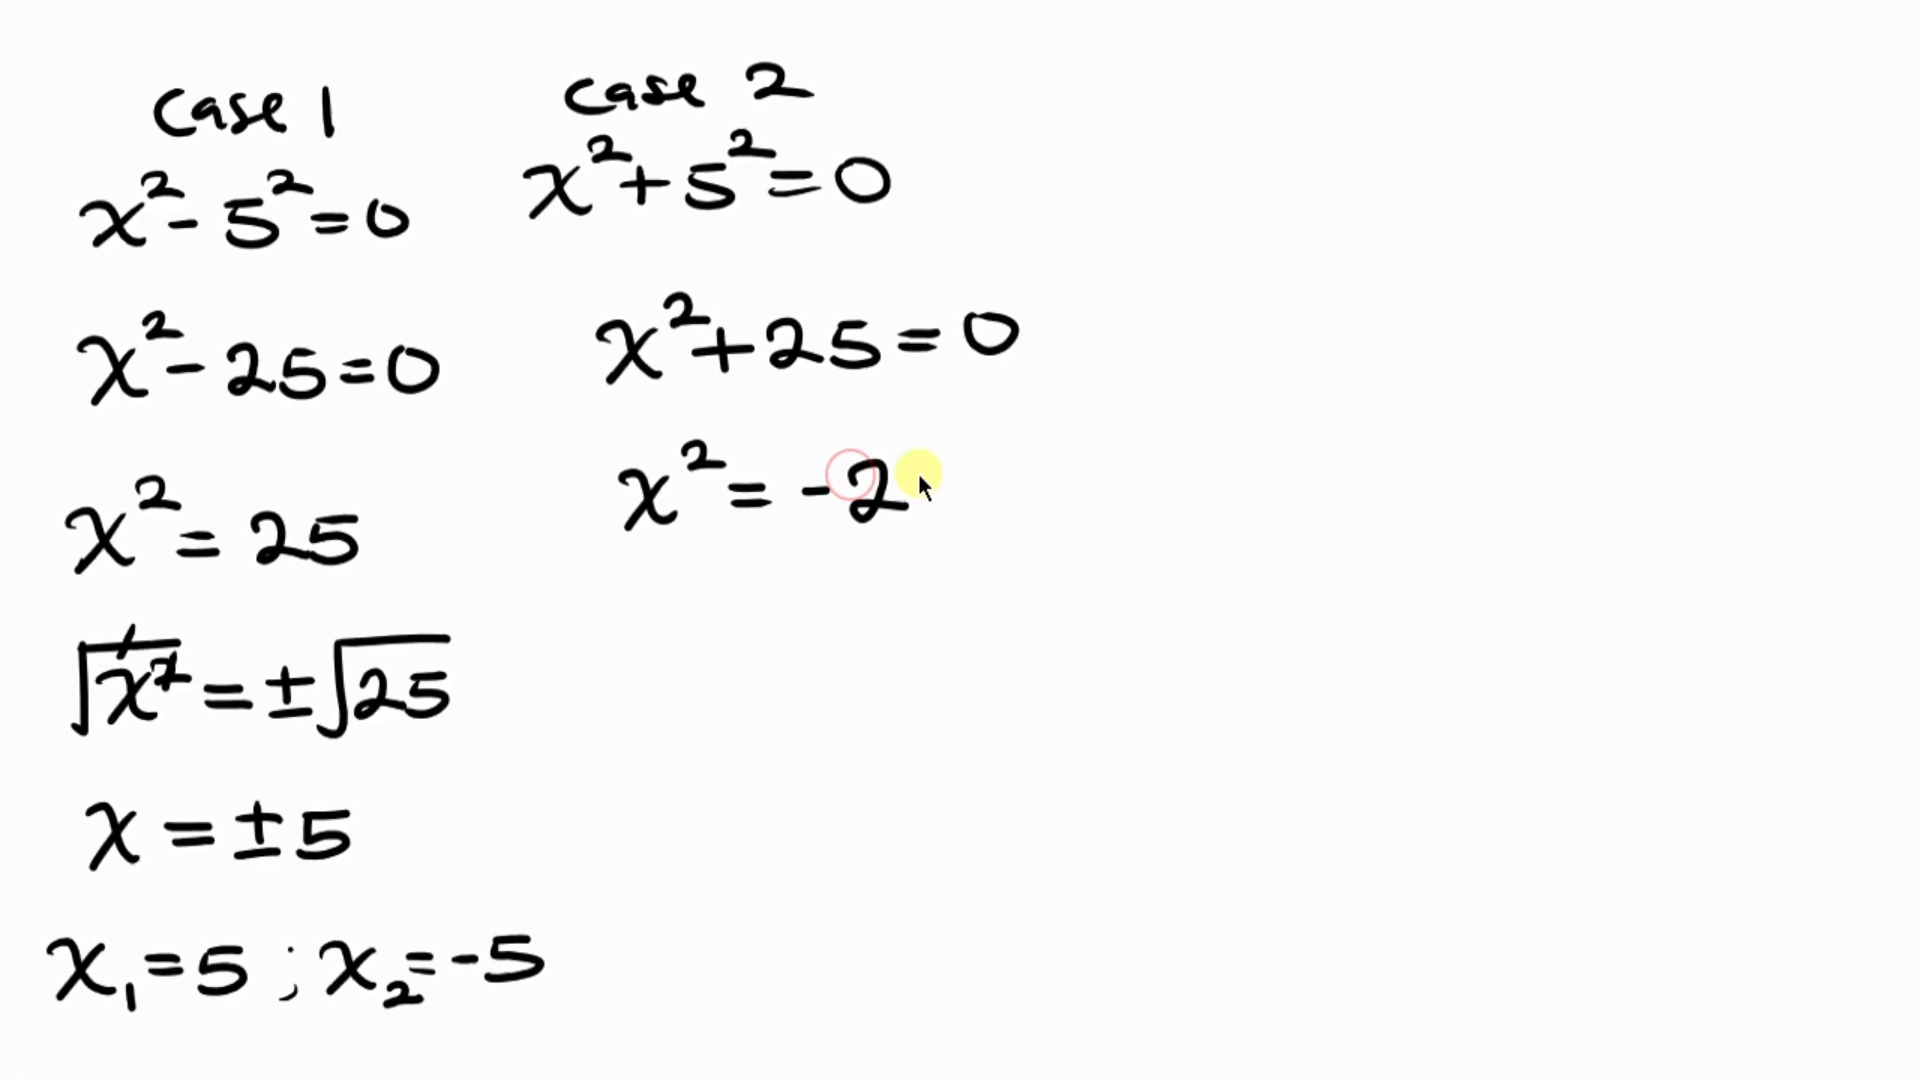 Case 1
x² - 5² = 0
x² - 25 = 0
x² = 25
√x² = ±√25
x = ±5
x₁ = 5 ; x₂ = -5
Case 2
x² + 5² = 0
x² + 25 = 0
x² = -2